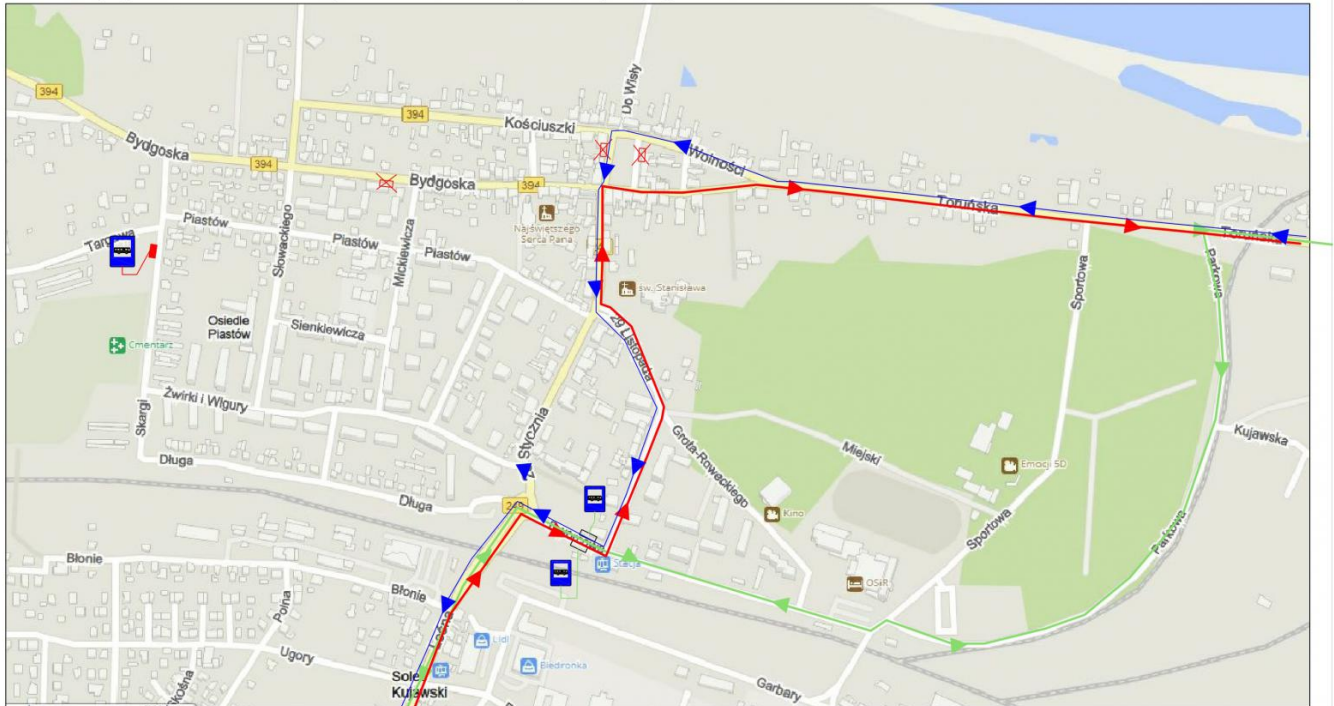 394
Do Wisły
394
Kościuszki
Wolności
Bydgoska
394
Bydgoska
394
Toruńska
Toruńska
Piastów
Najświętszego
Serca Pana
Targowa
Piastów
Piastów
Słowackiego
Mickiewicza
św. Stanisława
Sportowa
Parkowa
Osiedle
Piastów
Sienkiewicza
29 Listopada
Cmentarz
Żwirki i Wigury
Skargi
Stycznia
Grota-Roweckiego
Miejski
Kujawska
Emocji 5D
Długa
Długa
249
Kino
Sportowa
Parkowa
Stacja
Błonie
Błonie
OSiR
Polna
Leśna
Lidl
Ugory
Biedronka
Solec
Kujawski
Garbary
Skośna